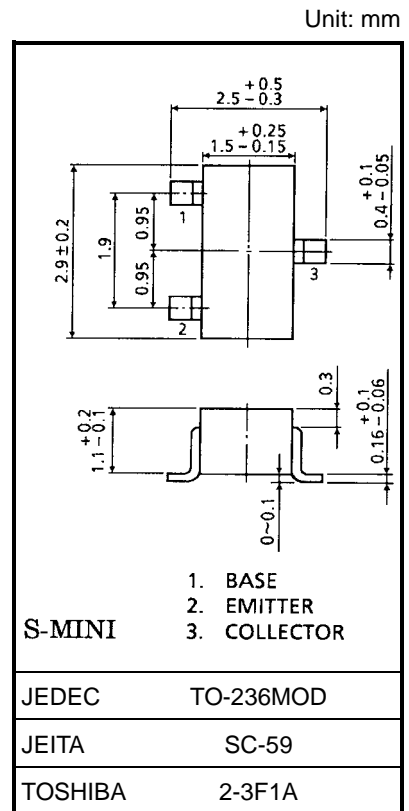 Unit: mm
+0.5
2.5-0.3
+0.25
1.5-0.15
2.9±0.2
1.9
0.95
0.95
1
2
3
+0.1
0.4-0.05
+0.2
1.1-0.1
0.3
+0.1
0.16-0.06
0~0.1
1. BASE
2. EMITTER
3. COLLECTOR
S-MINI
JEDEC TO-236MOD
JEITA SC-59
TOSHIBA 2-3F1A